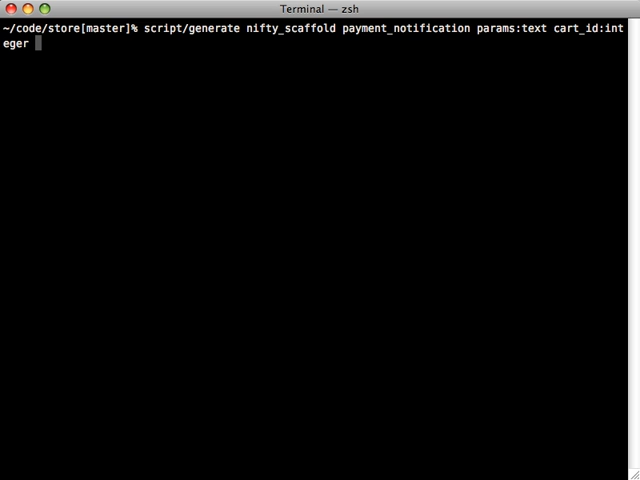 Terminal — zsh
~/code/store[master]% script/generate nifty_scaffold payment_notification params:text cart_id:int
eger